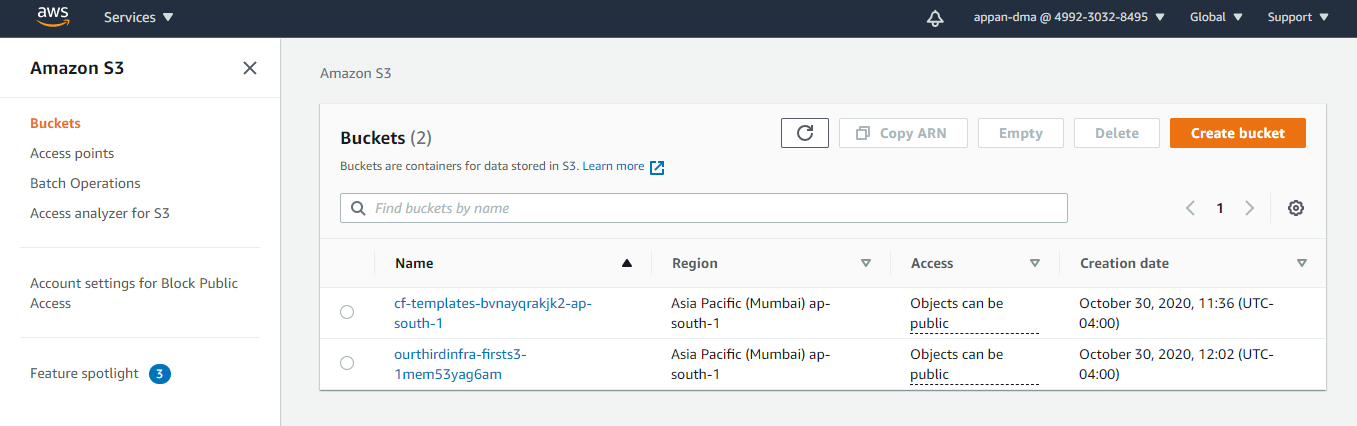 aws
Services
appan-dma @ 4992-3032-8495
Global
Support
Amazon S3
Buckets
Access points
Batch Operations
Access analyzer for S3
Account settings for Block Public
Access
Feature spotlight 3
Amazon S3
Buckets (2)
Copy ARN
Empty
Delete
Create bucket
Buckets are containers for data stored in S3. Learn more
Find buckets by name
1
Name
Region
Access
Creation date
cf-templates-bvnayqrakjk2-ap-
south-1
Asia Pacific (Mumbai) ap-
south-1
Objects can be
public
October 30, 2020, 11:36 (UTC-
04:00)
ourthirdinfra-firsts3-
1mem53yag6am
Asia Pacific (Mumbai) ap-
south-1
Objects can be
public
October 30, 2020, 12:02 (UTC-
04:00)